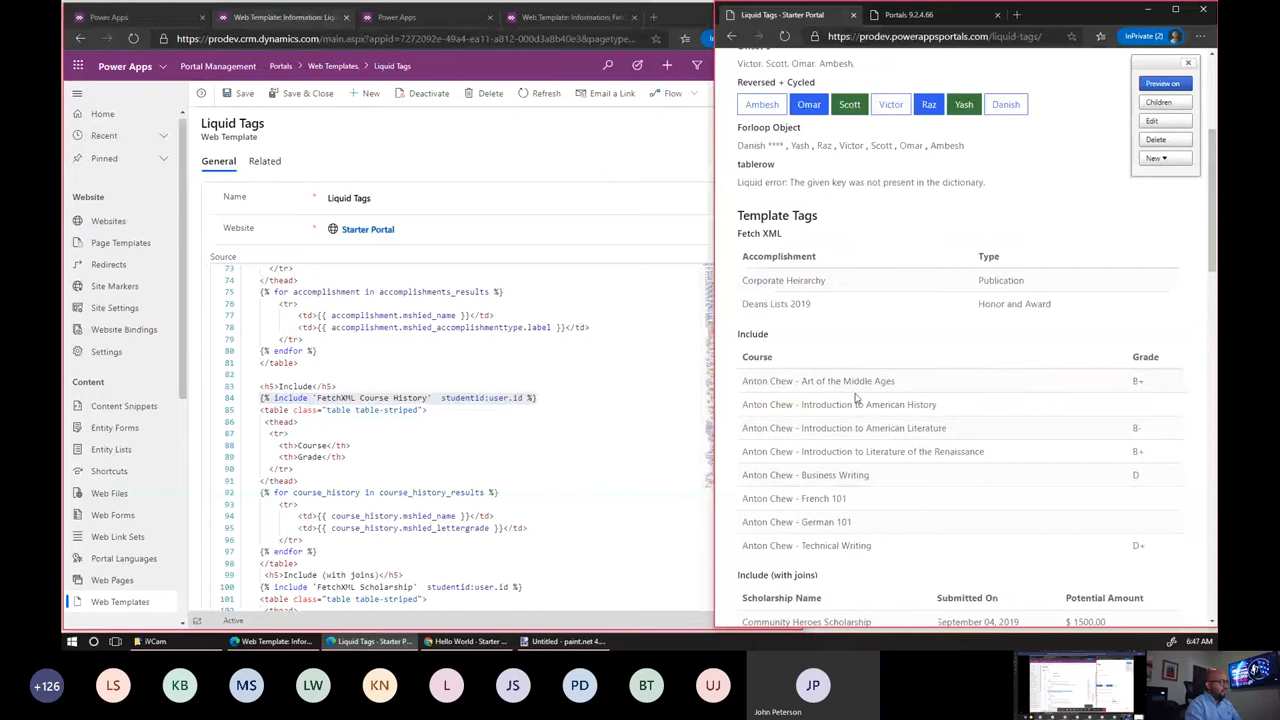 Power Apps
Web Template: Information: Liqu
Power Apps
Web Template: Information: Fetc
https://prodev.crm.dynamics.com/main.aspx?appid=7272092e-4ad3-ea11-a812-000d3a8b40e3&pagetype...
Power Apps
Portal Management
Portals
Web Templates
Liquid Tags
Save
Save & Close
New
Deactivate
Delete
Refresh
Email a Link
Flow
Home
Recent
Pinned
Website
Websites
Page Templates
Redirects
Site Markers
Site Settings
Website Bindings
Settings
Content
Content Snippets
Entity Forms
Entity Lists
Shortcuts
Web Files
Web Forms
Web Link Sets
Portal Languages
Web Pages
Web Templates
Liquid Tags
Web Template
General
Related
Name * Liquid Tags
Website * Starter Portal
Source
73 </tr>
74 </thead>
75 {% for accomplishment in accomplishments_results %}
76 <tr>
77 <td>{{ accomplishment.mshied_name }}</td>
78 <td>{{ accomplishment.mshied_accomplishmenttype.label }}</td>
79 </tr>
80 {% endfor %}
81 </table>
82
83 <h5>Include</h5>
84 {% include 'FetchXML Course History' studentid:user.id %}
85 <table class="table table-striped">
86 <thead>
87 <tr>
88 <th>Course</th>
89 <th>Grade</th>
90 </tr>
91 </thead>
92 {% for course_history in course_history_results %}
93 <tr>
94 <td>{{ course_history.mshied_name }}</td>
95 <td>{{ course_history.mshied_lettergrade }}</td>
96 </tr>
97 {% endfor %}
98 </table>
99 <h5>Include (with joins)</h5>
100 {% include 'FetchXML Scholarship' studentid:user.id %}
101 <table class="table table-striped">
Active
Liquid Tags - Starter Portal
Portals 9.2.4.66
https://prodev.powerappsportals.com/liquid-tags/
InPrivate (2)
Victor. Scott. Omar. Ambesh.
Reversed + Cycled
Ambesh
Omar
Scott
Victor
Raz
Yash
Danish
Forloop Object
Danish **** , Yash , Raz , Victor , Scott , Omar , Ambesh
tablerow
Liquid error: The given key was not present in the dictionary.
Template Tags
Fetch XML
Accomplishment Type
Corporate Heirarchy Publication
Deans Lists 2019 Honor and Award
Include
Course Grade
Anton Chew - Art of the Middle Ages B+
Anton Chew - Introduction to American History
Anton Chew - Introduction to American Literature B-
Anton Chew - Introduction to Literature of the Renaissance B+
Anton Chew - Business Writing D
Anton Chew - French 101
Anton Chew - German 101
Anton Chew - Technical Writing D+
Include (with joins)
Scholarship Name Submitted On Potential Amount
Community Heroes Scholarship September 04, 2019 $ 1500.00
Preview on
Children
Edit
Delete
New
iVCam
Web Template: Infor...
Liquid Tags - Starter P...
Hello World - Starter ...
Untitled - paint.net 4....
6:47 AM
+126
LS
KB
MS
LW
KN
L
JS
PD
BT
UJ
JP
John Peterson